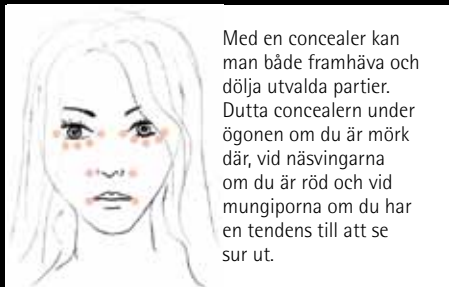 Med en concealer kan
man både framhäva och
dölja utvalda partier.
Dutta concealern under
ögonen om du är mörk
där, vid näsvingarna
om du är röd och vid
mungiporna om du har
en tendens till att se
sur ut.